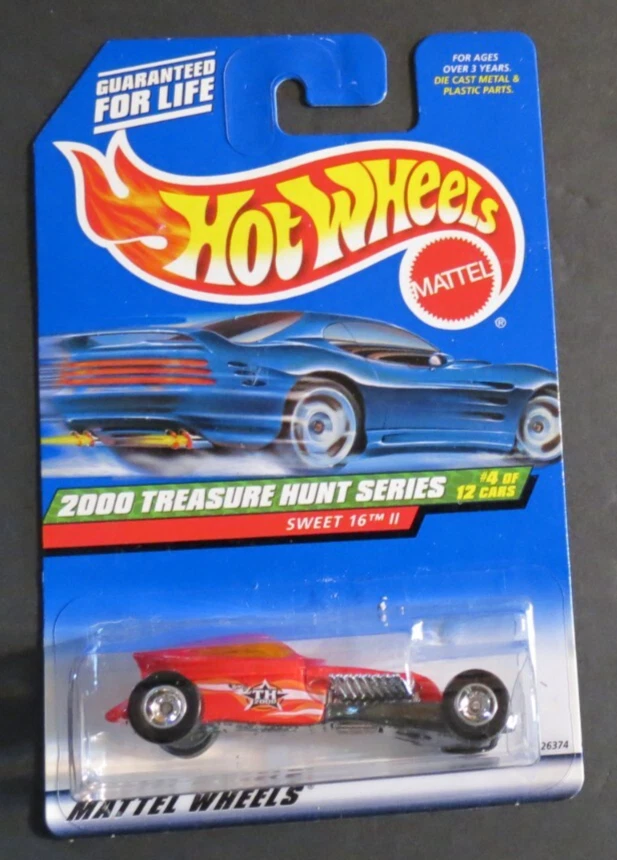 GUARANTEED
FOR LIFE
FOR AGES
OVER 3 YEARS.
DIE CAST METAL &
PLASTIC PARTS.
HOT WHEELS
MATTEL
®
2000 TREASURE HUNT SERIES
#4 OF
12 CARS
SWEET 16™ II
TH
2000
26374
MATTEL WHEELS